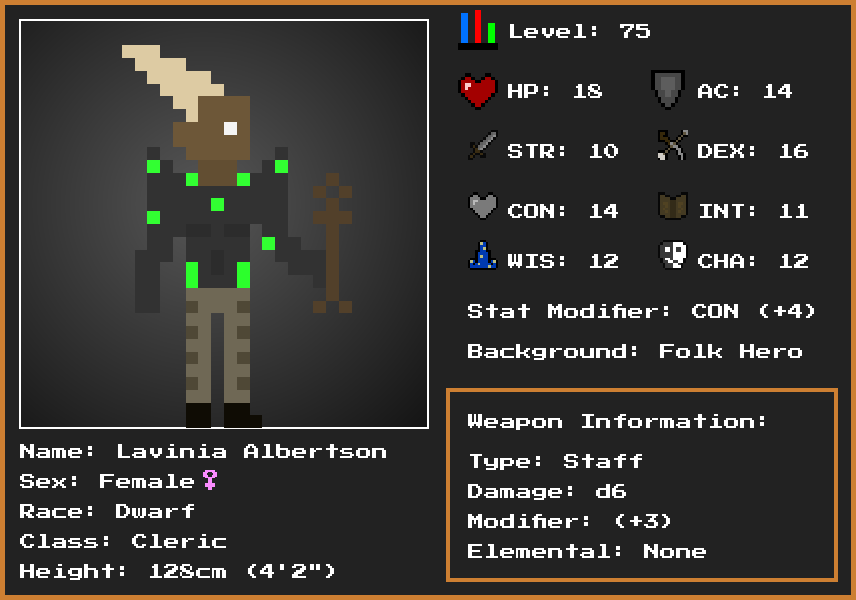 Level: 75
HP: 18
AC: 14
STR: 10
DEX: 16
CON: 14
INT: 11
WIS: 12
CHA: 12
Stat Modifier: CON (+4)
Background: Folk Hero
Weapon Information:
Type: Staff
Damage: d6
Modifier: (+3)
Elemental: None
Name: Lavinia Albertson
Sex: Female♀
Race: Dwarf
Class: Cleric
Height: 128cm (4'2")